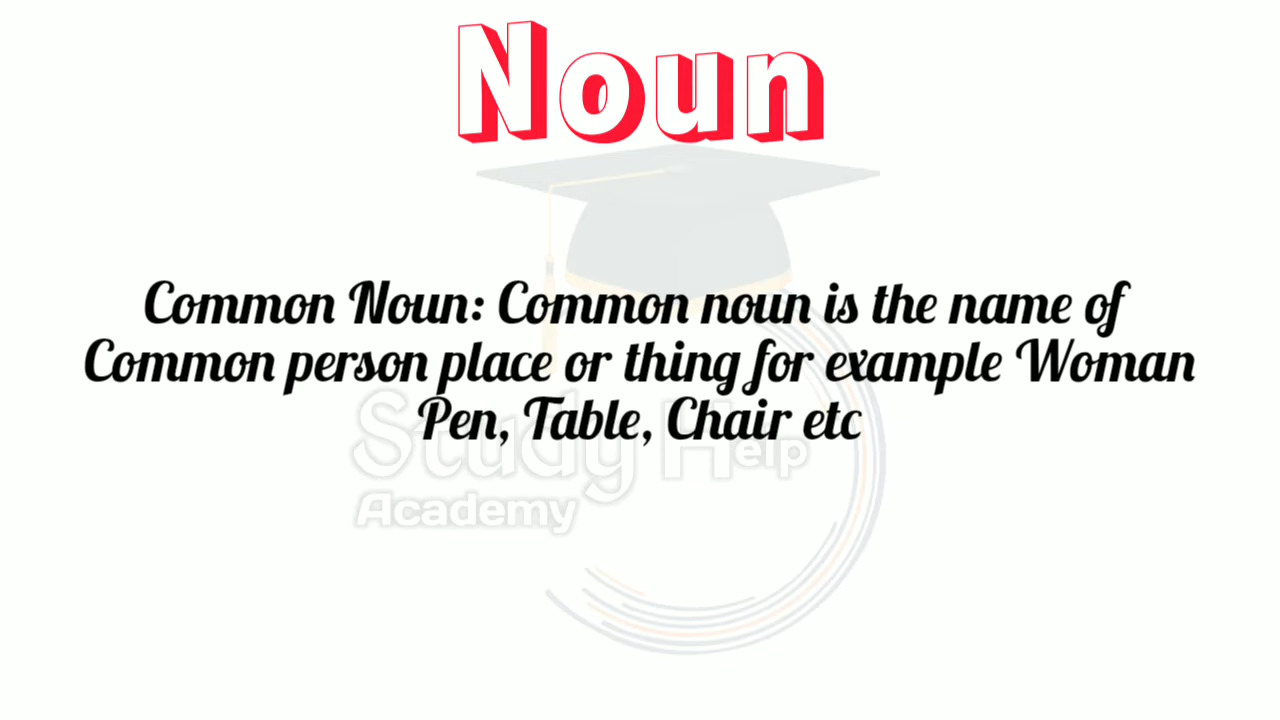 Noun
Common Noun: Common noun is the name of
Common person place or thing for example Woman
Pen, Table, Chair etc
Study Help
Academy